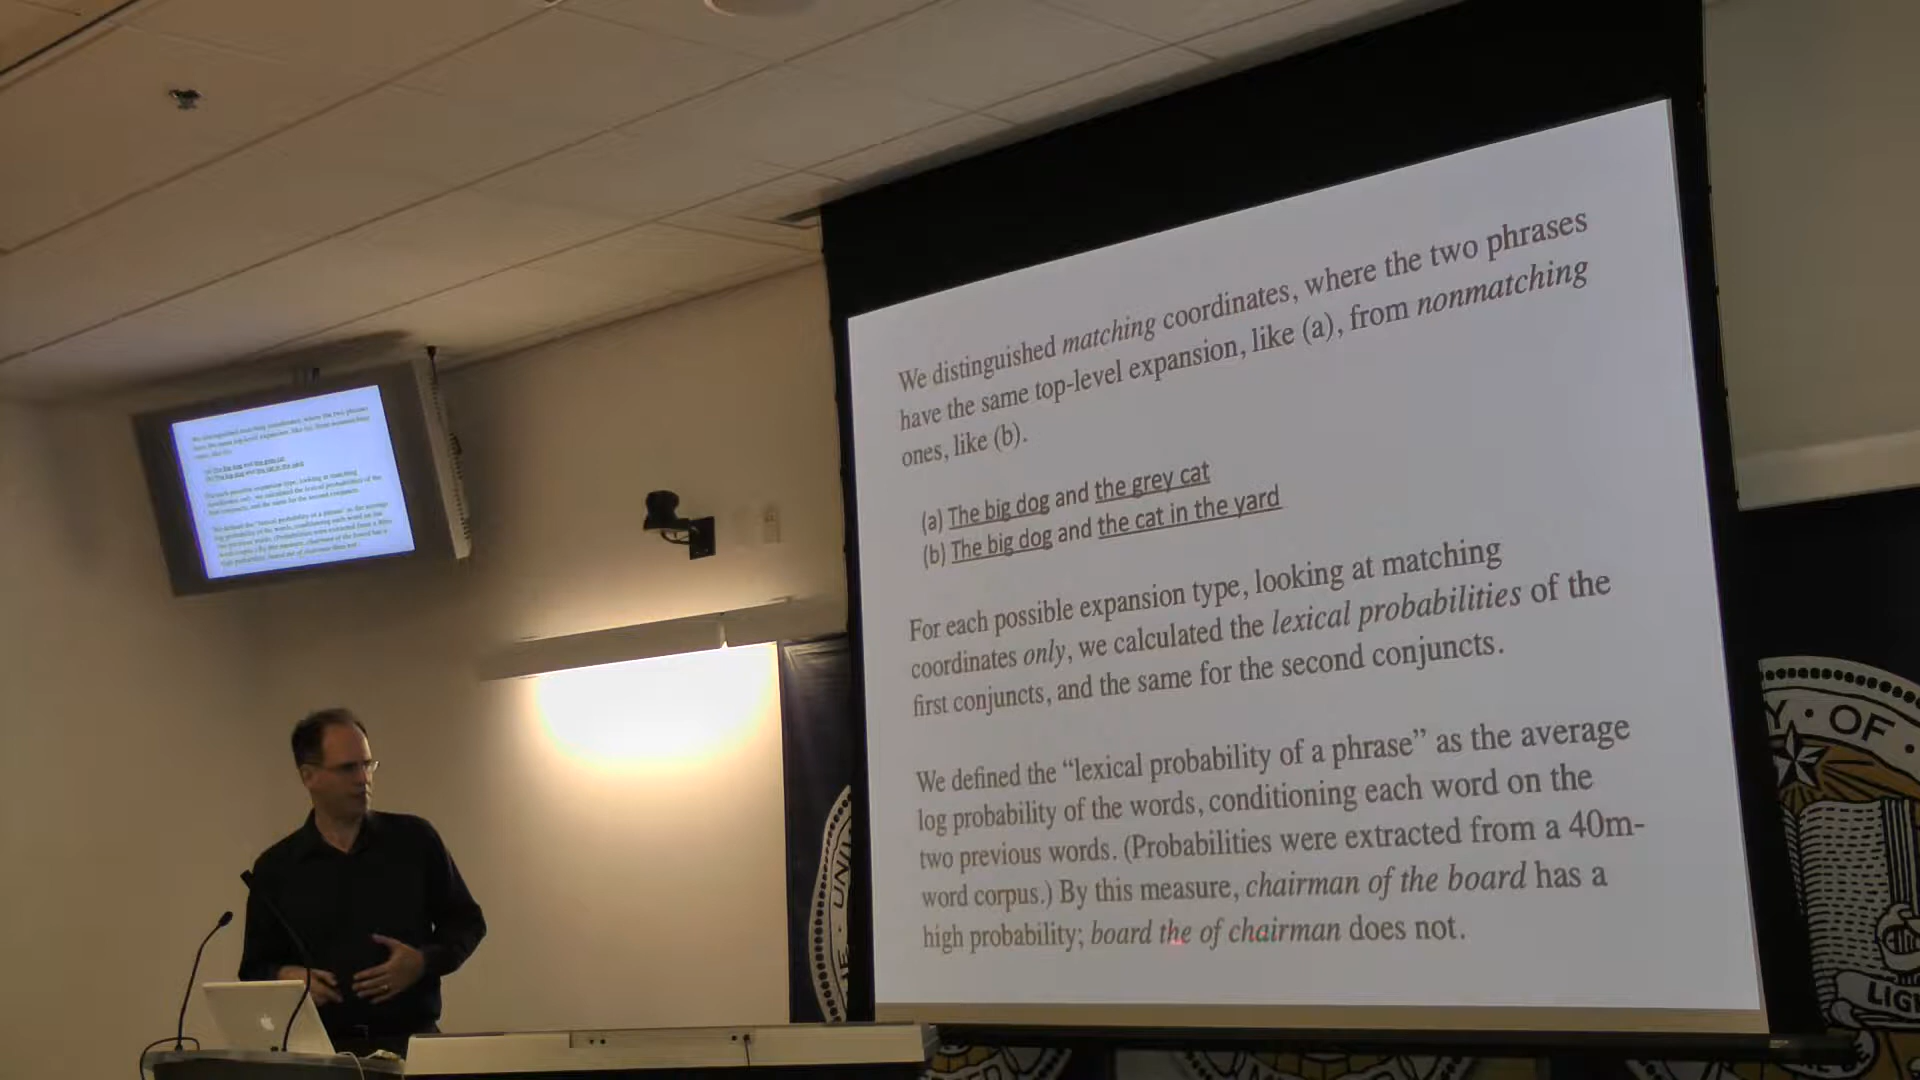 We distinguished matching coordinates, where the two phrases
have the same top-level expansion, like (a), from nonmatching
ones, like (b).
(a) The big dog and the grey cat
(b) The big dog and the cat in the yard
For each possible expansion type, looking at matching
coordinates only, we calculated the lexical probabilities of the
first conjuncts, and the same for the second conjuncts.
We defined the “lexical probability of a phrase” as the average
log probability of the words, conditioning each word on the
two previous words. (Probabilities were extracted from a 40m-
word corpus.) By this measure, chairman of the board has a
high probability; board the of chairman does not.
Y · OF ·